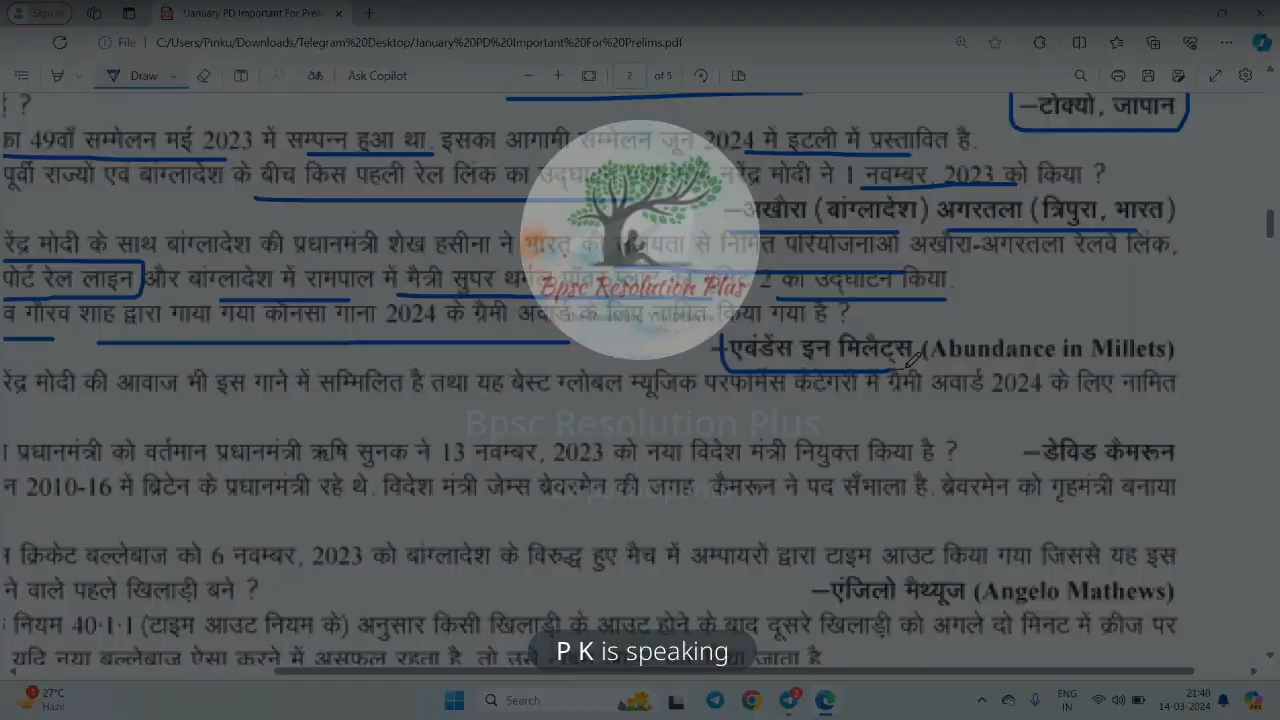 Sign in
!January PD Important For Prelim
File C:/Users/Pinku/Downloads/Telegram%20Desktop/January%20PD%20Important%20For%20Prelims.pdf
Draw Ask Copilot 2 of 5
?
–टोक्यो, जापान
का 49वाँ सम्मेलन मई 2023 में सम्पन्न हुआ था. इसका आगामी सम्मेलन जून 2024 में इटली में प्रस्तावित है.
पूर्वी राज्यों एवं बांग्लादेश के बीच किस पहली रेल लिंक का नरेंद्र मोदी ने 1 नवम्बर, 2023 को किया ?
–अखौरा (बांग्लादेश) अगरतला (त्रिपुरा, भारत)
रेंद्र मोदी के साथ बांग्लादेश की प्रधानमंत्री शेख हसीना ने भारत से निर्मित परियोजनाओं अखौरा-अगरतला रेलवे लिंक,
पोर्ट रेल लाइन और बांग्लादेश में रामपाल में मैत्री सुपर 2 का उद्घाटन किया.
व गौरव शाह द्वारा गाया गया कौनसा गाना 2024 के ग्रैमी अवार्ड के लिए नामित किया गया है ?
–एबंडेंस इन मिलैट्स (Abundance in Millets)
रेंद्र मोदी की आवाज भी इस गाने में सम्मिलित है तथा यह बेस्ट ग्लोबल म्यूजिक परफार्मेंस कैटेगरी में ग्रैमी अवार्ड 2024 के लिए नामित
प्रधानमंत्री को वर्तमान प्रधानमंत्री ऋषि सुनक ने 13 नवम्बर, 2023 को नया विदेश मंत्री नियुक्त किया है ? –डेविड कैमरून
न 2010-16 में ब्रिटेन के प्रधानमंत्री रहे थे. विदेश मंत्री जेम्स ब्रेवरमेन की जगह कैमरून ने पद सँभाला है. ब्रेवरमेन को गृहमंत्री बनाया
न क्रिकेट बल्लेबाज को 6 नवम्बर, 2023 को बांग्लादेश के विरुद्ध हुए मैच में अम्पायरों द्वारा टाइम आउट किया गया जिससे यह इस
ने वाले पहले खिलाड़ी बने ? –एंजिलो मैथ्यूज (Angelo Mathews)
नियम 40·1·1 (टाइम आउट नियम के) अनुसार किसी खिलाड़ी के आउट होने के बाद दूसरे खिलाड़ी को अगले दो मिनट में क्रीज पर
यदि नया बल्लेबाज ऐसा करने में असफल रहता है, तो जाता है
Bpsc Resolution Plus
Bpsc Resolution Plus
P K is speaking
27°C
Haze
Search
ENG
IN
21:40
14-03-2024